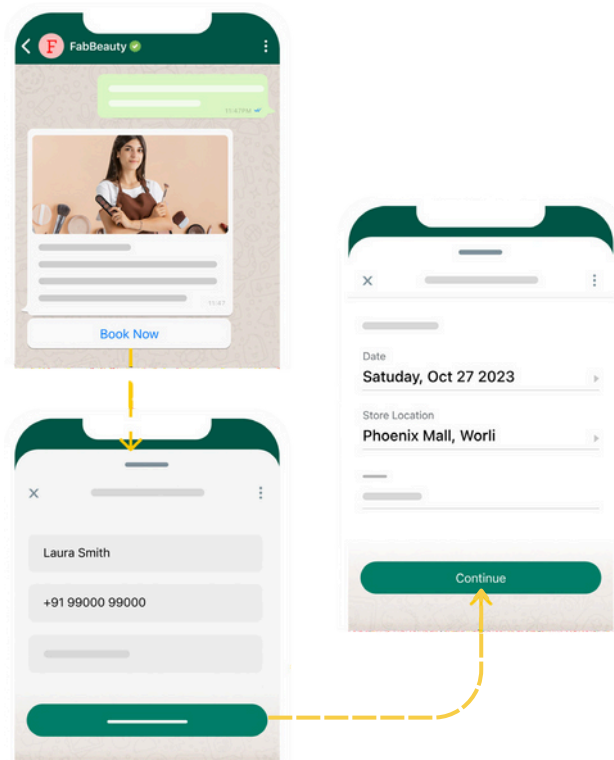 F FabBeauty
11:47PM
11:47
Book Now
Laura Smith
+91 99000 99000
Date
Satuday, Oct 27 2023
Store Location
Phoenix Mall, Worli
Continue